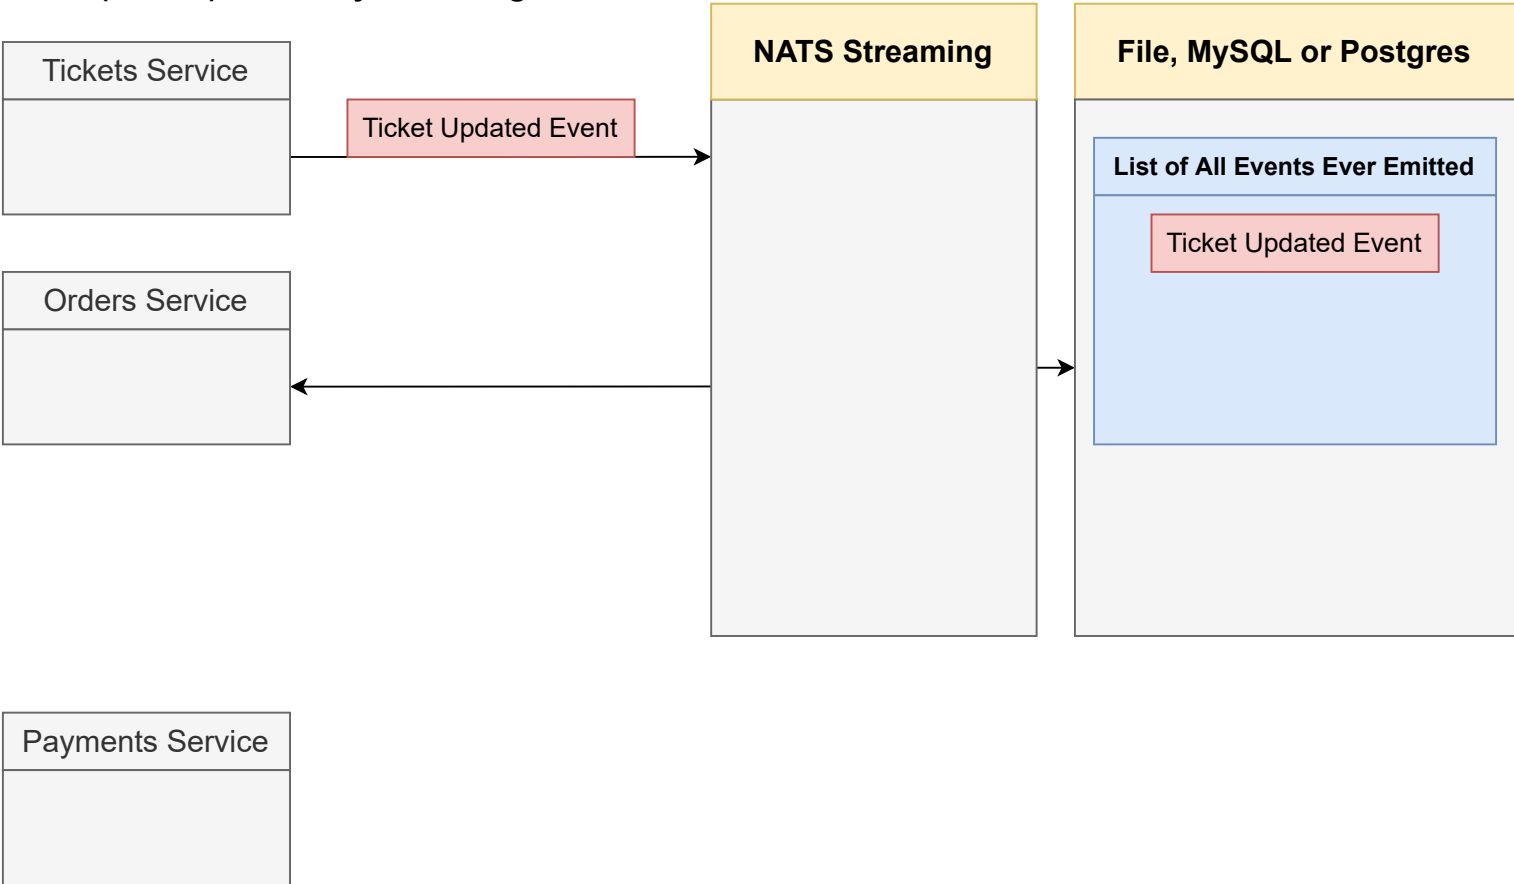 NATS Streaming
File, MySQL or Postgres
Tickets Service
Ticket Updated Event
List of All Events Ever Emitted
Ticket Updated Event
Orders Service
Payments Service